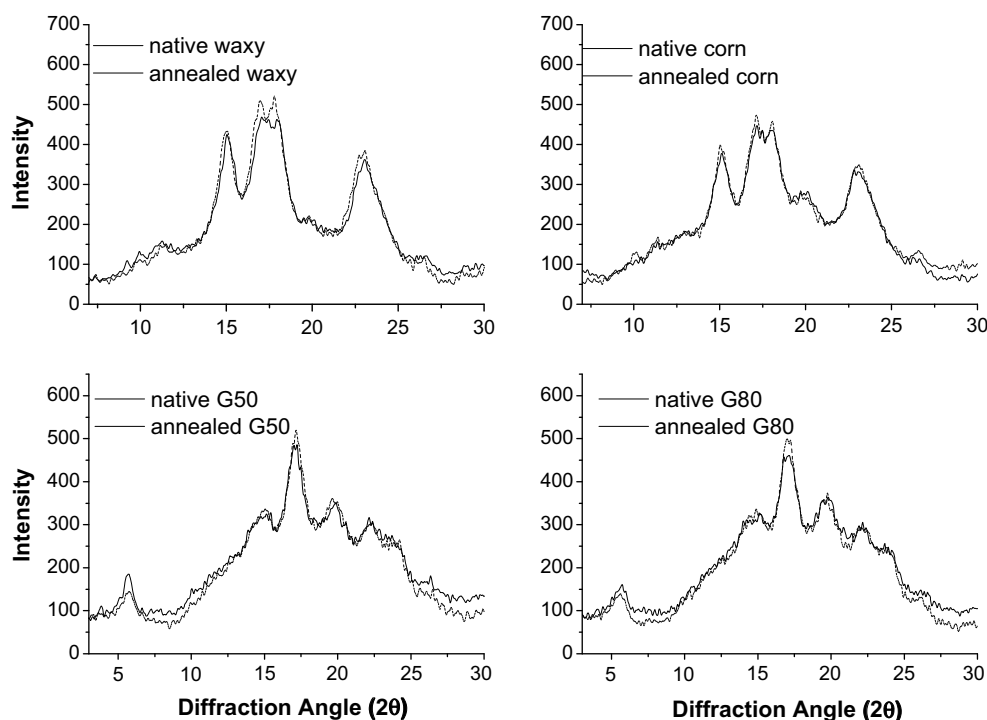 700
600
500
400
300
200
100
0
Intensity
native waxy
annealed waxy
10 15 20 25 30
700
600
500
400
300
200
100
0
native corn
annealed corn
10 15 20 25 30
600
500
400
300
200
100
0
Intensity
native G50
annealed G50
5 10 15 20 25 30
Diffraction Angle (2θ)
600
500
400
300
200
100
0
native G80
annealed G80
5 10 15 20 25 30
Diffraction Angle (2θ)